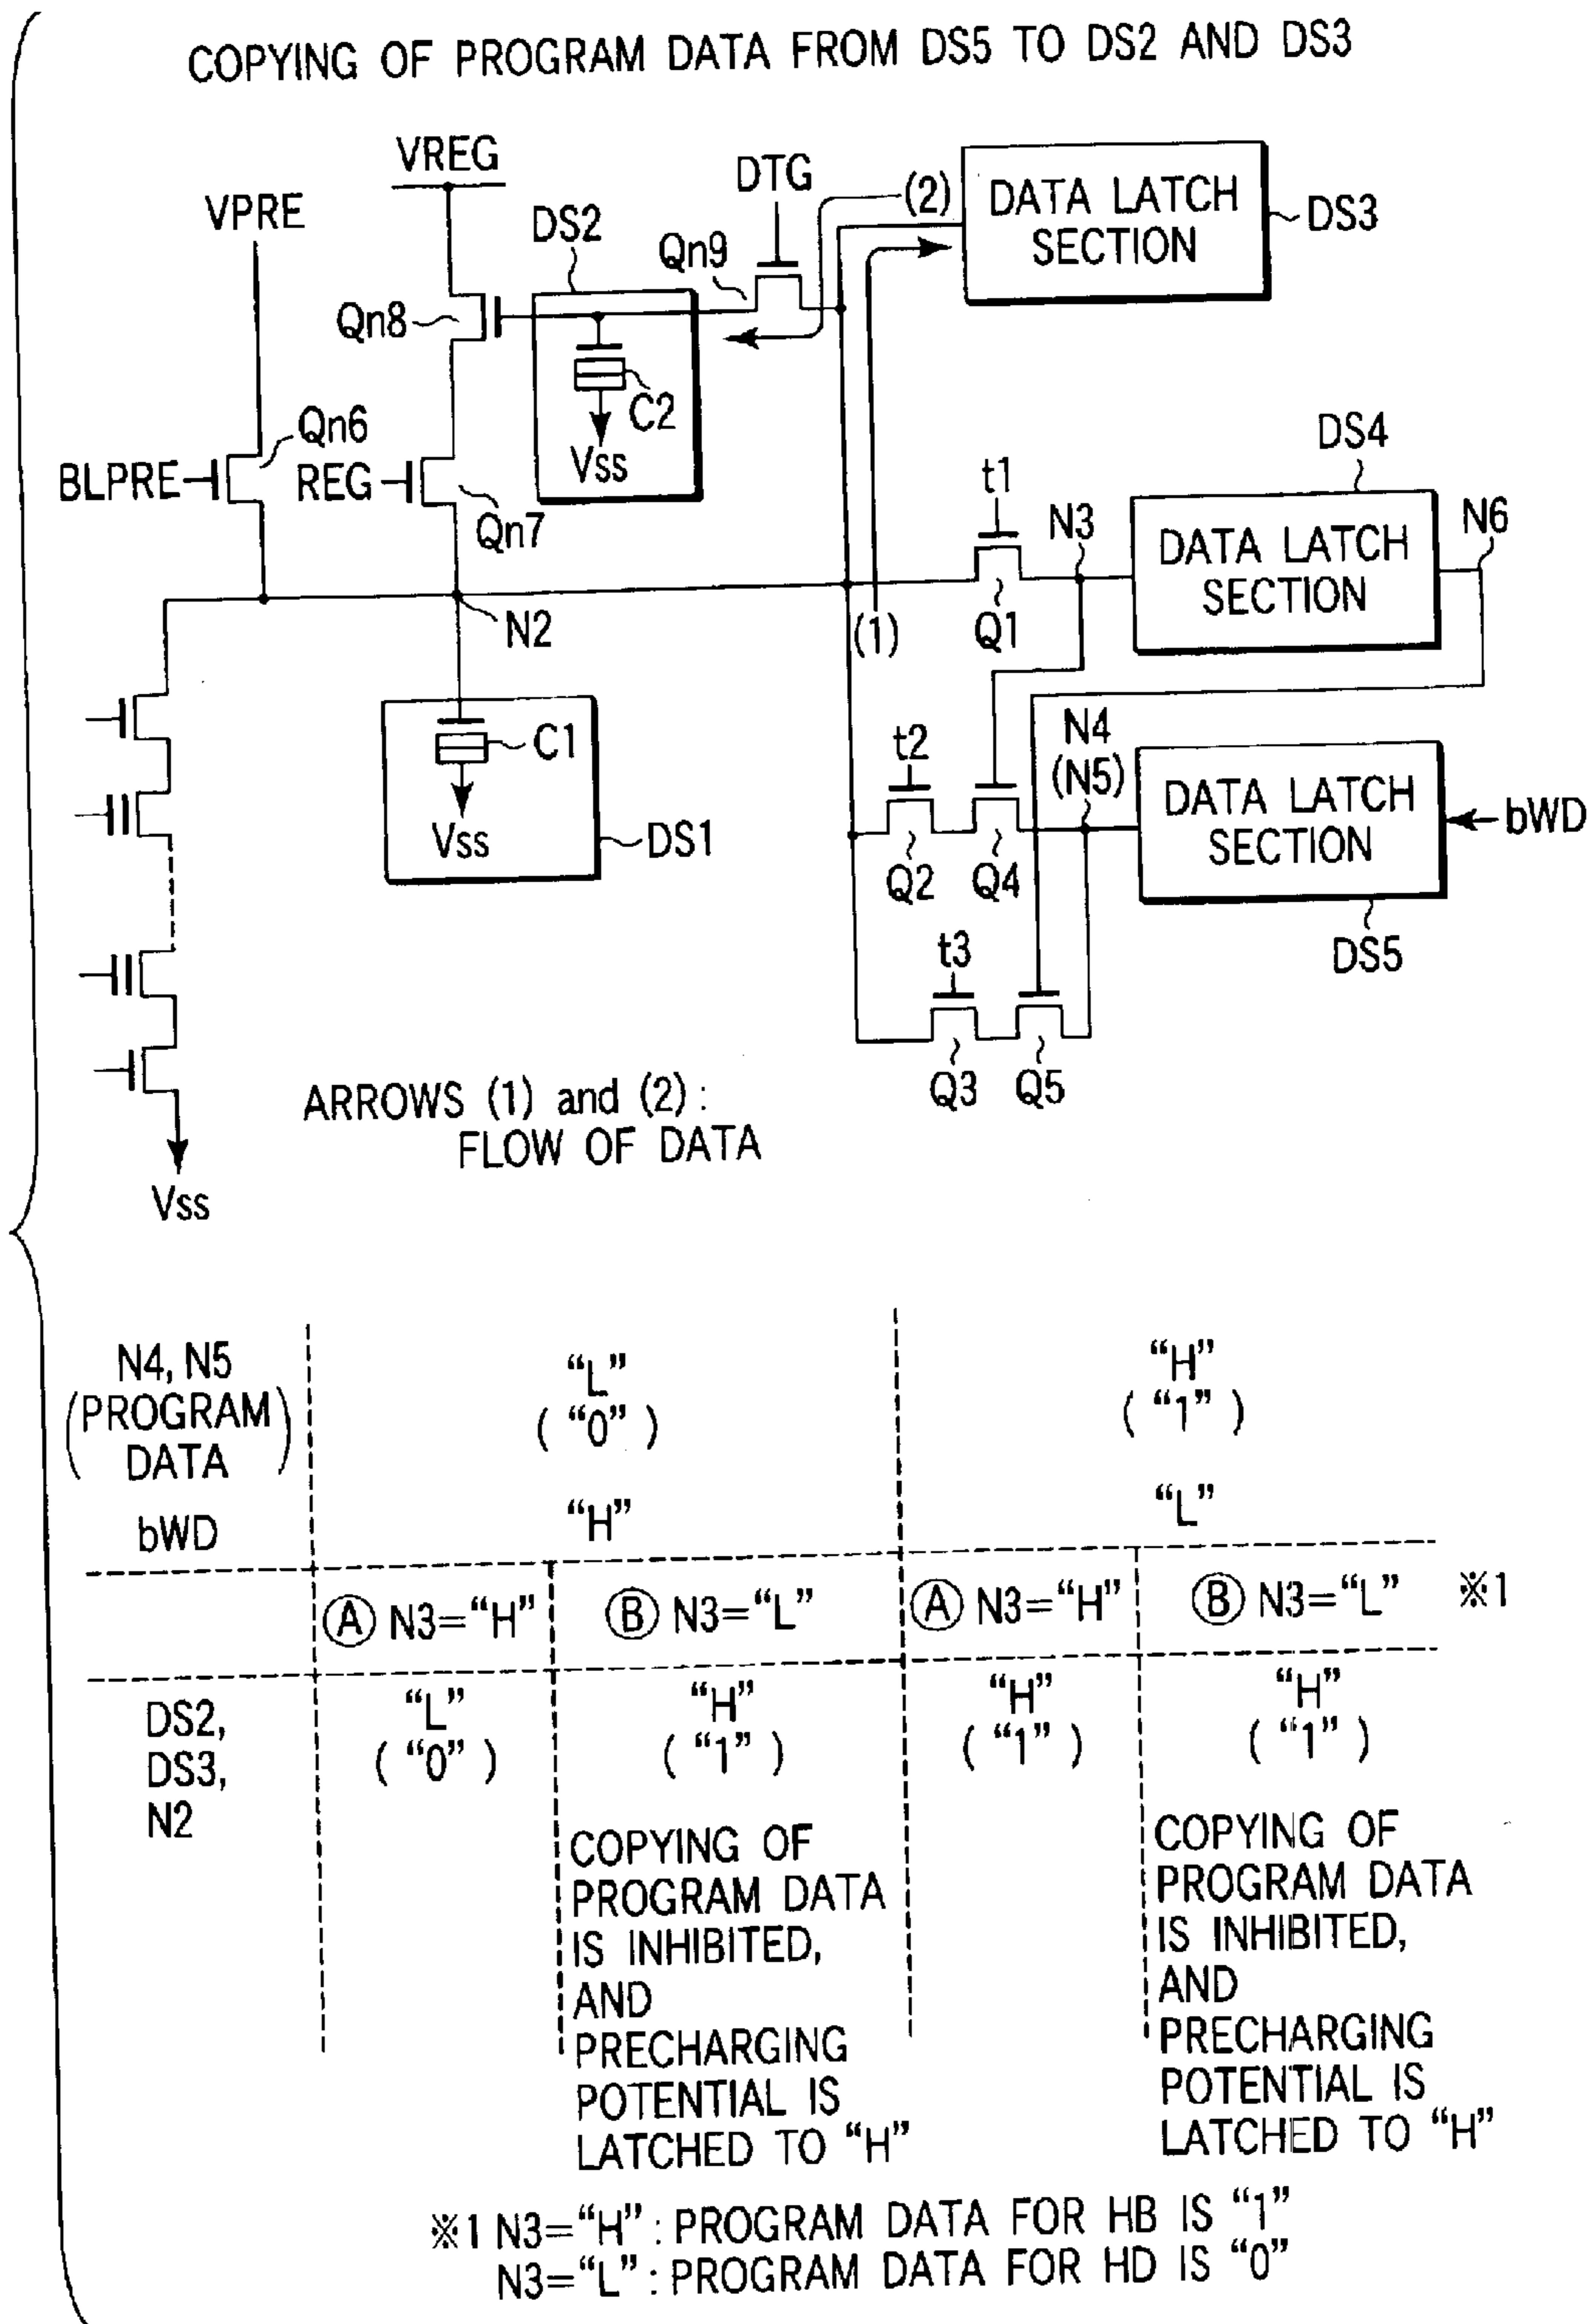 COPYING OF PROGRAM DATA FROM DS5 TO DS2 AND DS3
VREG
VPRE
DS2
DTG
Qn9
(2)
DATA LATCH
SECTION
DS3
Qn8
C2
Vss
Qn6
BLPRE
REG
Qn7
N2
(1)
t1
N3
Q1
DS4
DATA LATCH
SECTION
N6
C1
Vss
DS1
t2
Q2
Q4
N4
(N5)
DATA LATCH
SECTION
bWD
DS5
t3
Q3
Q5
Vss
ARROWS (1) and (2) :
FLOW OF DATA
N4, N5
(PROGRAM
DATA)
“L”
(“0”)
“H”
(“1”)
bWD
“H”
“L”
Ⓐ N3=“H”
Ⓑ N3=“L”
Ⓐ N3=“H”
Ⓑ N3=“L”
※1
DS2,
DS3,
N2
“L”
(“0”)
“H”
(“1”)
“H”
(“1”)
“H”
(“1”)
COPYING OF
PROGRAM DATA
IS INHIBITED,
AND
PRECHARGING
POTENTIAL IS
LATCHED TO “H”
COPYING OF
PROGRAM DATA
IS INHIBITED,
AND
PRECHARGING
POTENTIAL IS
LATCHED TO “H”
※1 N3=“H” : PROGRAM DATA FOR HB IS “1”
N3=“L” : PROGRAM DATA FOR HD IS “0”